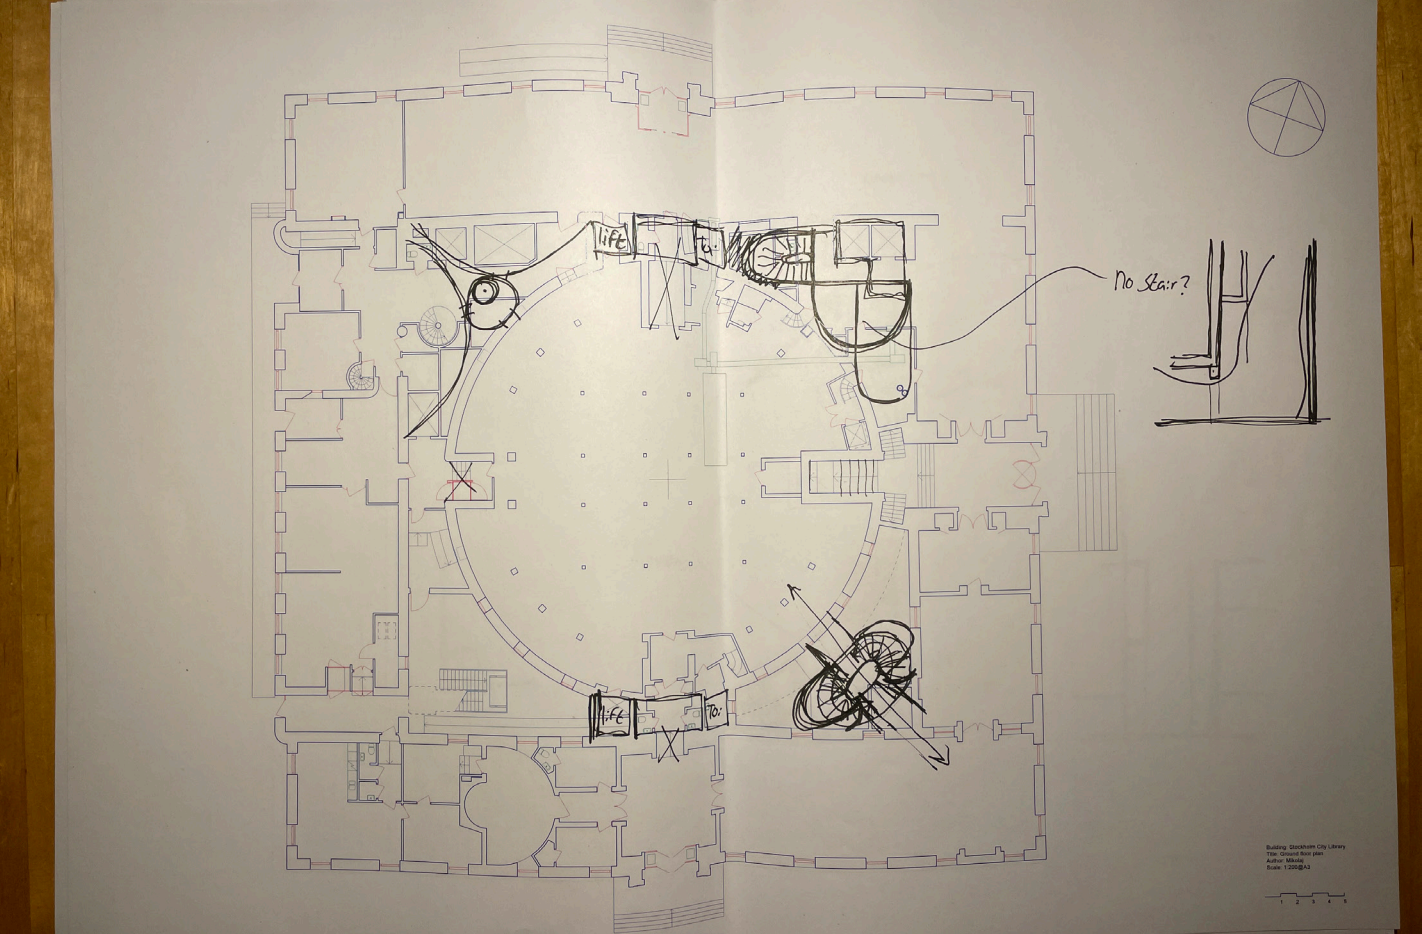 lift
To:
No stair?
lift
To:
Building: Stockholm City Library
Title: Ground floor plan
Author: Mikolaj
Scale: 1:200@A3
1 2 3 4 5